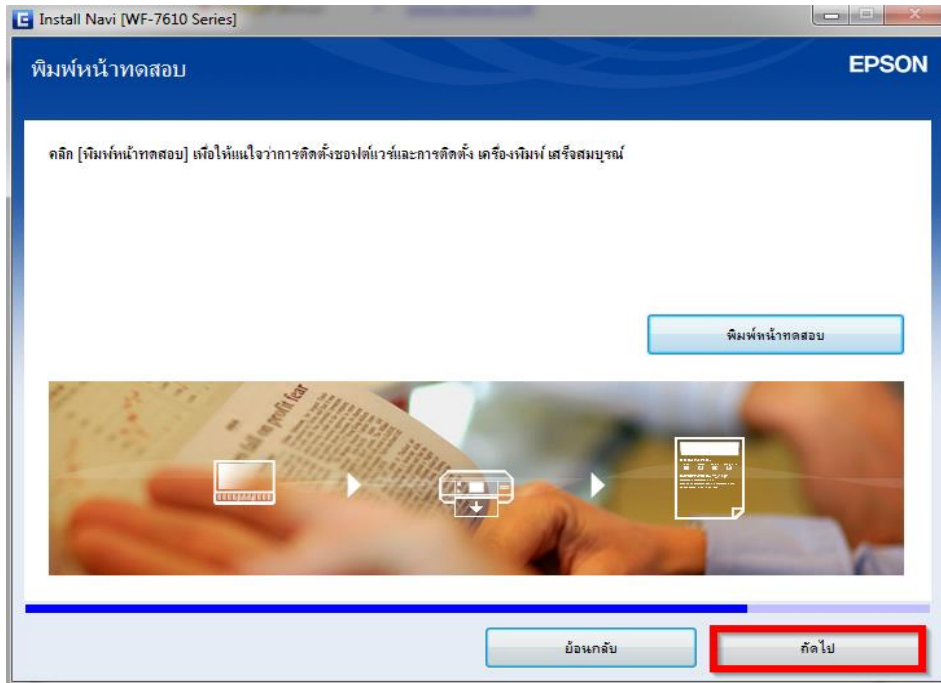 Install Navi [WF-7610 Series]
พิมพ์หน้าทดสอบ
EPSON
คลิก [พิมพ์หน้าทดสอบ] เพื่อให้แน่ใจว่าการติดตั้งซอฟต์แวร์และการติดตั้ง เครื่องพิมพ์ เสร็จสมบูรณ์
พิมพ์หน้าทดสอบ
fall on profit fear
ย้อนกลับ
ถัดไป